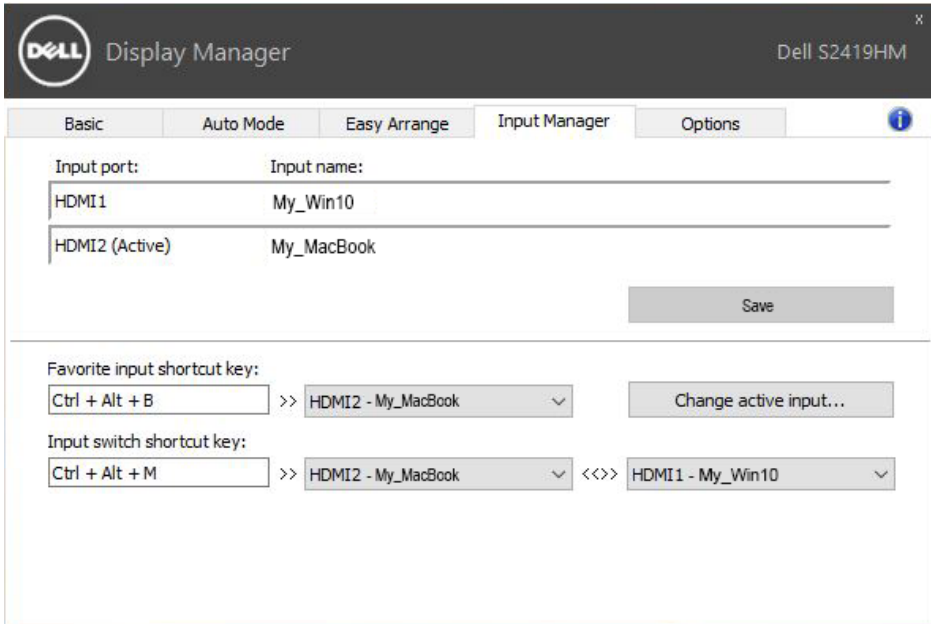 x
DELL Display Manager Dell S2419HM
Basic Auto Mode Easy Arrange Input Manager Options i
Input port: Input name:
HDMI1 My_Win10
HDMI2 (Active) My_MacBook
Save
Favorite input shortcut key:
Ctrl + Alt + B >> HDMI2 - My_MacBook Change active input...
Input switch shortcut key:
Ctrl + Alt + M >> HDMI2 - My_MacBook <<>> HDMI1 - My_Win10